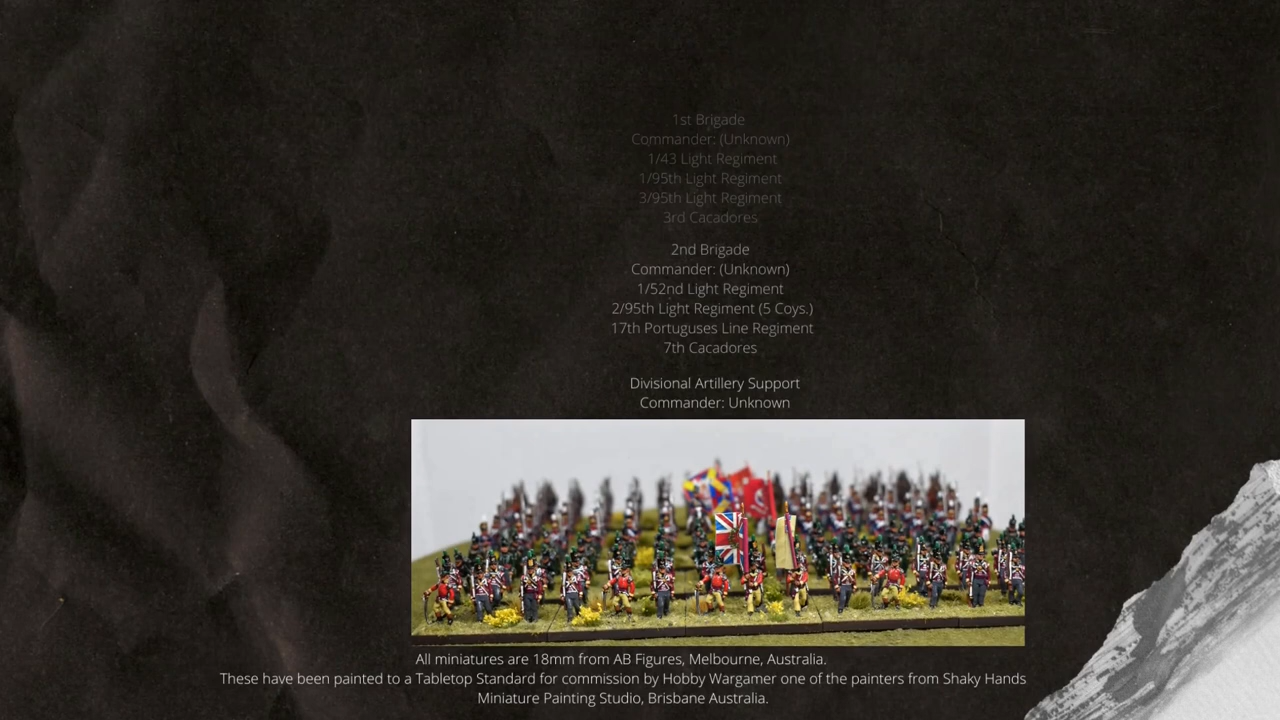 1st Brigade
Commander: (Unknown)
1/43 Light Regiment
1/95th Light Regiment
3/95th Light Regiment
3rd Cacadores
2nd Brigade
Commander: (Unknown)
1/52nd Light Regiment
2/95th Light Regiment (5 Coys.)
17th Portuguses Line Regiment
7th Cacadores
Divisional Artillery Support
Commander: Unknown
All miniatures are 18mm from AB Figures, Melbourne, Australia.
These have been painted to a Tabletop Standard for commission by Hobby Wargamer one of the painters from Shaky Hands
Miniature Painting Studio, Brisbane Australia.